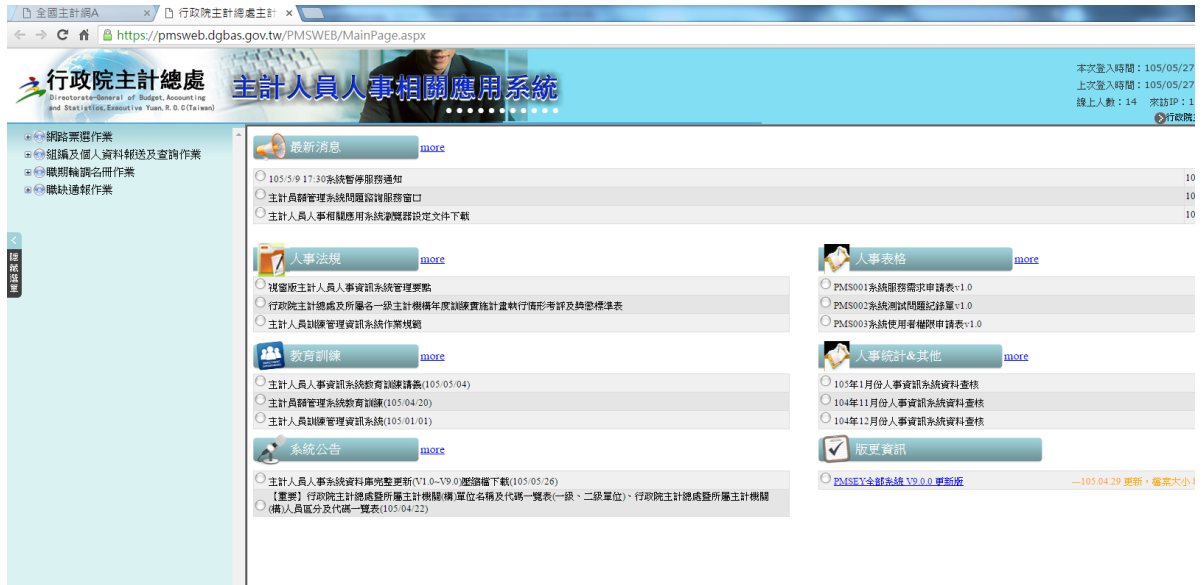 全國主計網A
行政院主計總處主計
https://pmsweb.dgbas.gov.tw/PMSWEB/MainPage.aspx
行政院主計總處
Directorate-General of Budget, Accounting
and Statistics, Executive Yuan, R.O.C(Taiwan)
主計人員人事相關應用系統
本次登入時間：105/05/27
上次登入時間：105/05/27
線上人數：14 來訪IP：1
行政院主
網路票選作業
組編及個人資料報送及查詢作業
職期輪調名冊作業
職缺通報作業
隱藏選單
最新消息 more
105/5/9 17:30系統暫停服務通知 10
主計員額管理系統問題諮詢服務窗口 10
主計人員人事相關應用系統瀏覽器設定文件下載 10
人事法規 more
視窗版主計人員人事資訊系統管理要點
行政院主計總處及所屬各一級主計機構年度訓練實施計畫執行情形考評及獎懲標準表
主計人員訓練管理資訊系統作業規範
人事表格 more
PMS001系統服務需求申請表v1.0
PMS002系統測試問題紀錄單v1.0
PMS003系統使用者權限申請表v1.0
教育訓練 more
主計人員人事資訊系統教育訓練講義(105/05/04)
主計員額管理系統教育訓練(105/04/20)
主計人員訓練管理資訊系統(105/01/01)
人事統計&其他 more
105年1月份人事資訊系統資料查核
104年11月份人事資訊系統資料查核
104年12月份人事資訊系統資料查核
系統公告 more
主計人員人事系統資料庫完整更新(V1.0~V9.0)壓縮檔下載(105/05/26)
【重要】行政院主計總處暨所屬主計機關(構)單位名稱及代碼一覽表(一級、二級單位)、行政院主計總處暨所屬主計機關
(構)人員區分及代碼一覽表(105/04/22)
版更資訊
PMSEY全部系統 V9.0.0 更新版 ---105.04.29 更新，檔案大小